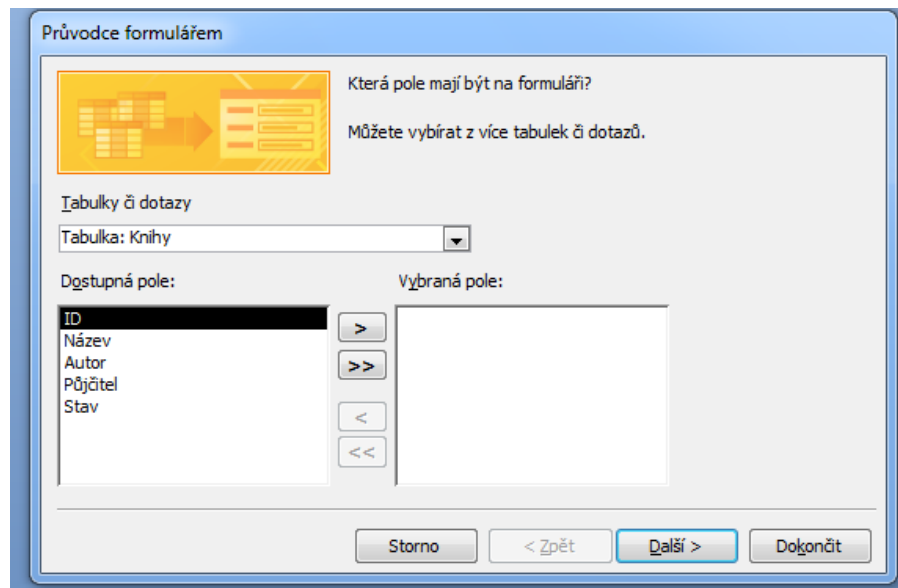 Průvodce formulářem
Která pole mají být na formuláři?
Můžete vybírat z více tabulek či dotazů.
Tabulky či dotazy
Tabulka: Knihy
Dostupná pole:
Vybraná pole:
ID
Název
Autor
Půjčitel
Stav
>
>>
<
<<
Storno
< Zpět
Další >
Dokončit